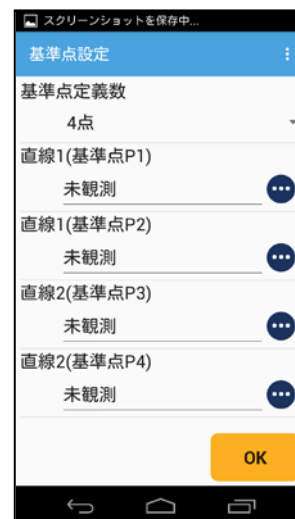 スクリーンショットを保存中...
基準点設定
基準点定義数
4点
直線1(基準点P1)
未観測
直線1(基準点P2)
未観測
直線2(基準点P3)
未観測
直線2(基準点P4)
未観測
OK